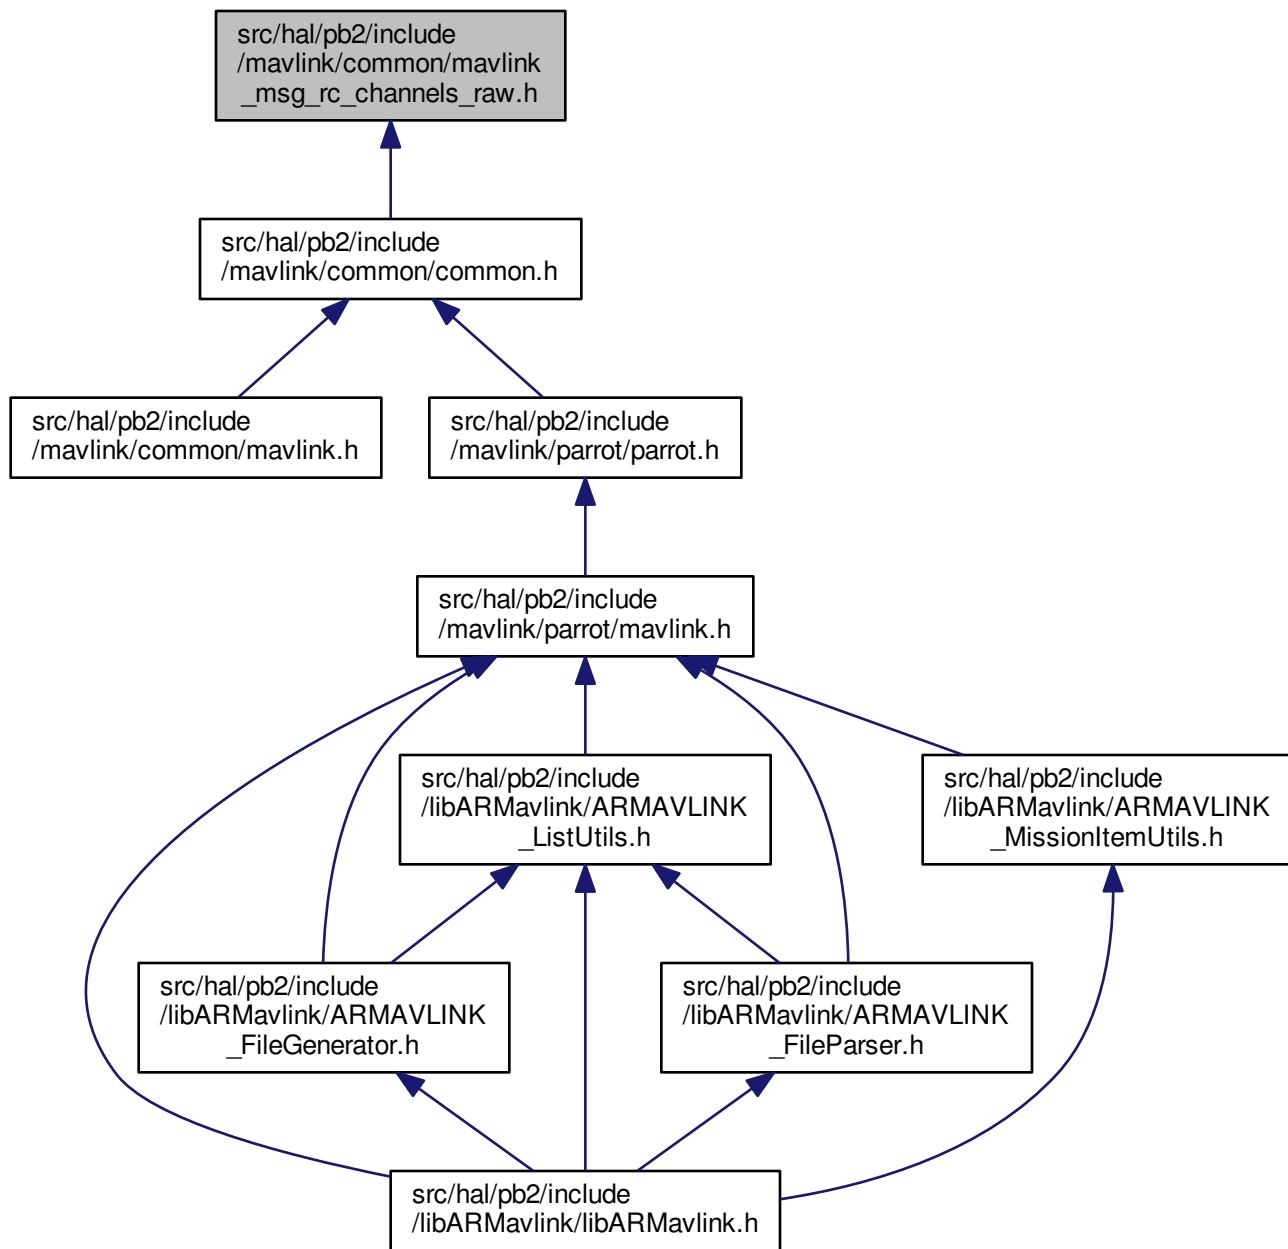 src/hal/pb2/include
/mavlink/common/mavlink
_msg_rc_channels_raw.h
src/hal/pb2/include
/mavlink/common/common.h
src/hal/pb2/include
/mavlink/common/mavlink.h
src/hal/pb2/include
/mavlink/parrot/parrot.h
src/hal/pb2/include
/mavlink/parrot/mavlink.h
src/hal/pb2/include
/libARMavlink/ARMAVLINK
_ListUtils.h
src/hal/pb2/include
/libARMavlink/ARMAVLINK
_MissionItemUtils.h
src/hal/pb2/include
/libARMavlink/ARMAVLINK
_FileGenerator.h
src/hal/pb2/include
/libARMavlink/ARMAVLINK
_FileParser.h
src/hal/pb2/include
/libARMavlink/libARMavlink.h